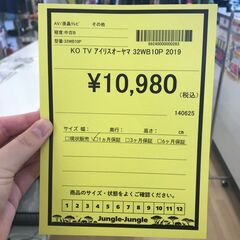 AV/液晶テレビ その他
程度:中古B
型番:32WB10P
KO TV アイリスオーヤマ 32WB10P 2019
¥10,980
(税込)
140625
サイズ 幅: 奥行: 高さ: cm
□現状販売 ☑1ヵ月保証 □3ヶ月保証 □6ヶ月保証
商品のサイズ・状態をよくご確認ください。
1 2 3 4 5 6 7 8 9 10 11 12
Jungle-Jungle